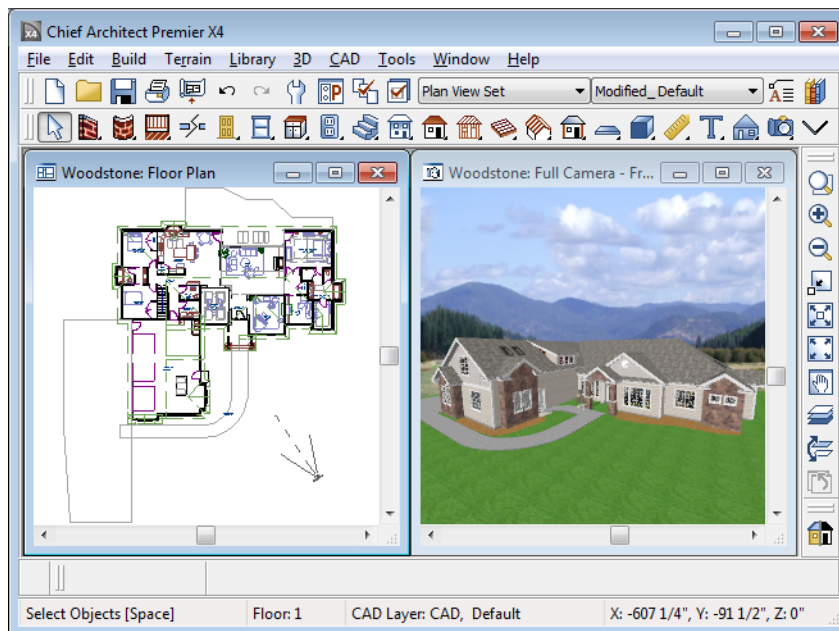 X4 Chief Architect Premier X4
File Edit Build Terrain Library 3D CAD Tools Window Help
P Plan View Set Modified_Default A
T
Woodstone: Floor Plan
Woodstone: Full Camera - Fr...
Select Objects [Space] Floor: 1 CAD Layer: CAD, Default X: -607 1/4", Y: -91 1/2", Z: 0"